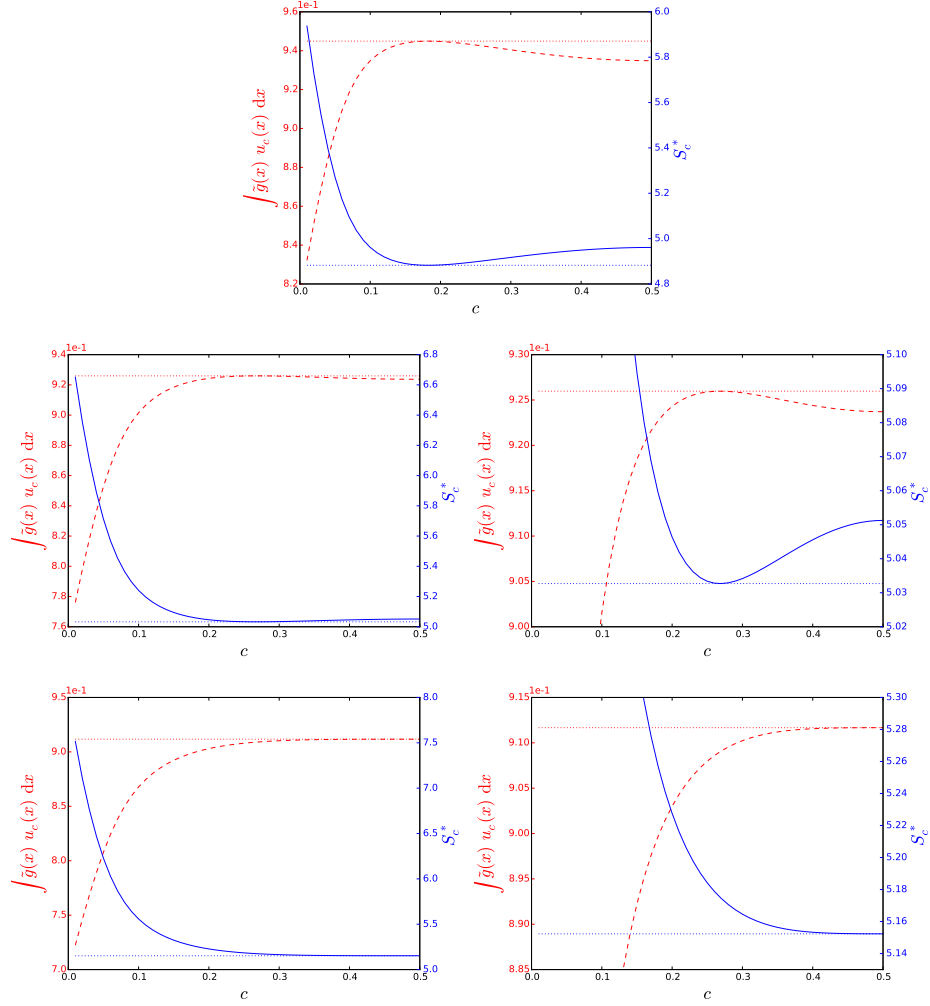 9.6 1e-1 6.0
9.4 5.8
9.2 5.6
9.0 5.4
8.8 5.2
8.6 5.0
8.4 4.8
8.2
0.0 0.1 0.2 0.3 0.4 0.5
∫ g̃(x) u_c(x) dx
S_c^*
c
9.4 1e-1 6.8
9.2 6.6
9.0 6.4
8.8 6.2
8.6 6.0
8.4 5.8
8.2 5.6
8.0 5.4
7.8 5.2
7.6 5.0
0.0 0.1 0.2 0.3 0.4 0.5
∫ g̃(x) u_c(x) dx
S_c^*
c
9.30 1e-1 5.10
9.25 5.09
9.20 5.08
9.15 5.07
9.10 5.06
9.05 5.05
9.00 5.04
5.03
5.02
0.0 0.1 0.2 0.3 0.4 0.5
∫ g̃(x) u_c(x) dx
S_c^*
c
9.5 1e-1 8.0
9.0 7.5
8.5 7.0
8.0 6.5
7.5 6.0
7.0 5.5
5.0
0.0 0.1 0.2 0.3 0.4 0.5
∫ g̃(x) u_c(x) dx
S_c^*
c
9.15 1e-1 5.30
9.10 5.28
9.05 5.26
9.00 5.24
8.95 5.22
8.90 5.20
8.85 5.18
5.16
5.14
0.0 0.1 0.2 0.3 0.4 0.5
∫ g̃(x) u_c(x) dx
S_c^*
c